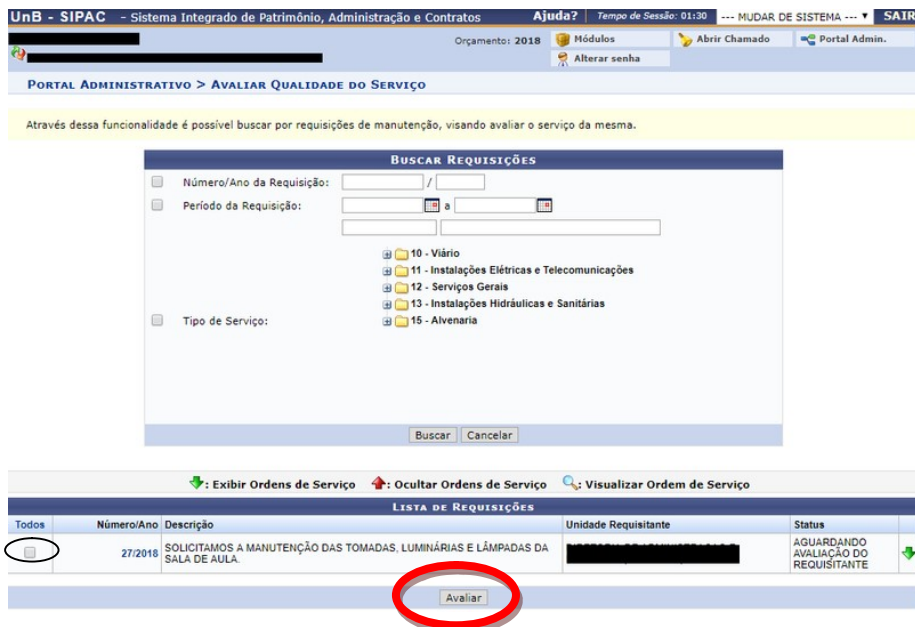 UnB - SIPAC - Sistema Integrado de Patrimônio, Administração e Contratos Ajuda? Tempo de Sessão: 01:30 --- MUDAR DE SISTEMA --- SAIR
Orçamento: 2018 Módulos Abrir Chamado Portal Admin.
Alterar senha
PORTAL ADMINISTRATIVO > AVALIAR QUALIDADE DO SERVIÇO
Através dessa funcionalidade é possível buscar por requisições de manutenção, visando avaliar o serviço da mesma.
BUSCAR REQUISIÇÕES
Número/Ano da Requisição: /
Período da Requisição: a
10 - Viário
11 - Instalações Elétricas e Telecomunicações
12 - Serviços Gerais
13 - Instalações Hidráulicas e Sanitárias
Tipo de Serviço: 15 - Alvenaria
Buscar Cancelar
: Exibir Ordens de Serviço : Ocultar Ordens de Serviço : Visualizar Ordem de Serviço
LISTA DE REQUISIÇÕES
Todos Número/Ano Descrição Unidade Requisitante Status
27/2018 SOLICITAMOS A MANUTENÇÃO DAS TOMADAS, LUMINÁRIAS E LÂMPADAS DA SALA DE AULA. AGUARDANDO AVALIAÇÃO DO REQUISITANTE
Avaliar